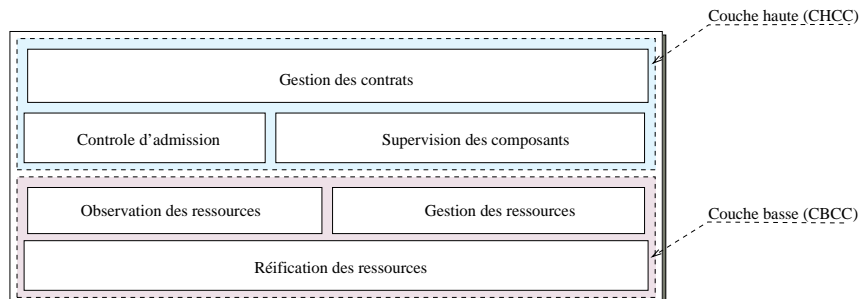 Couche haute (CHCC)
Gestion des contrats
Controle d'admission
Supervision des composants
Observation des ressources
Gestion des ressources
Couche basse (CBCC)
Réification des ressources